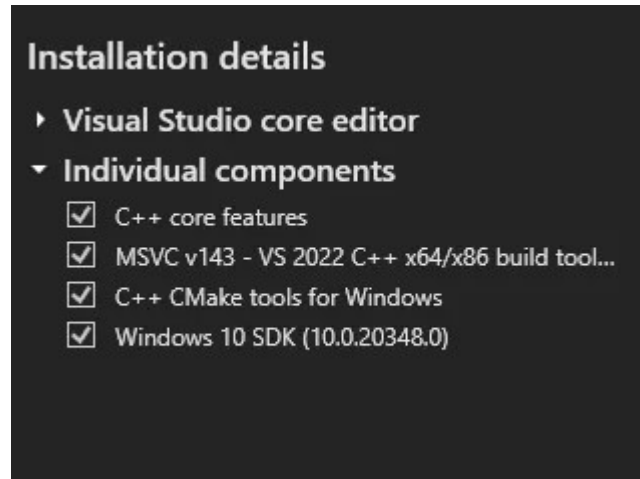 Installation details
Visual Studio core editor
Individual components
C++ core features
MSVC v143 - VS 2022 C++ x64/x86 build tool...
C++ CMake tools for Windows
Windows 10 SDK (10.0.20348.0)